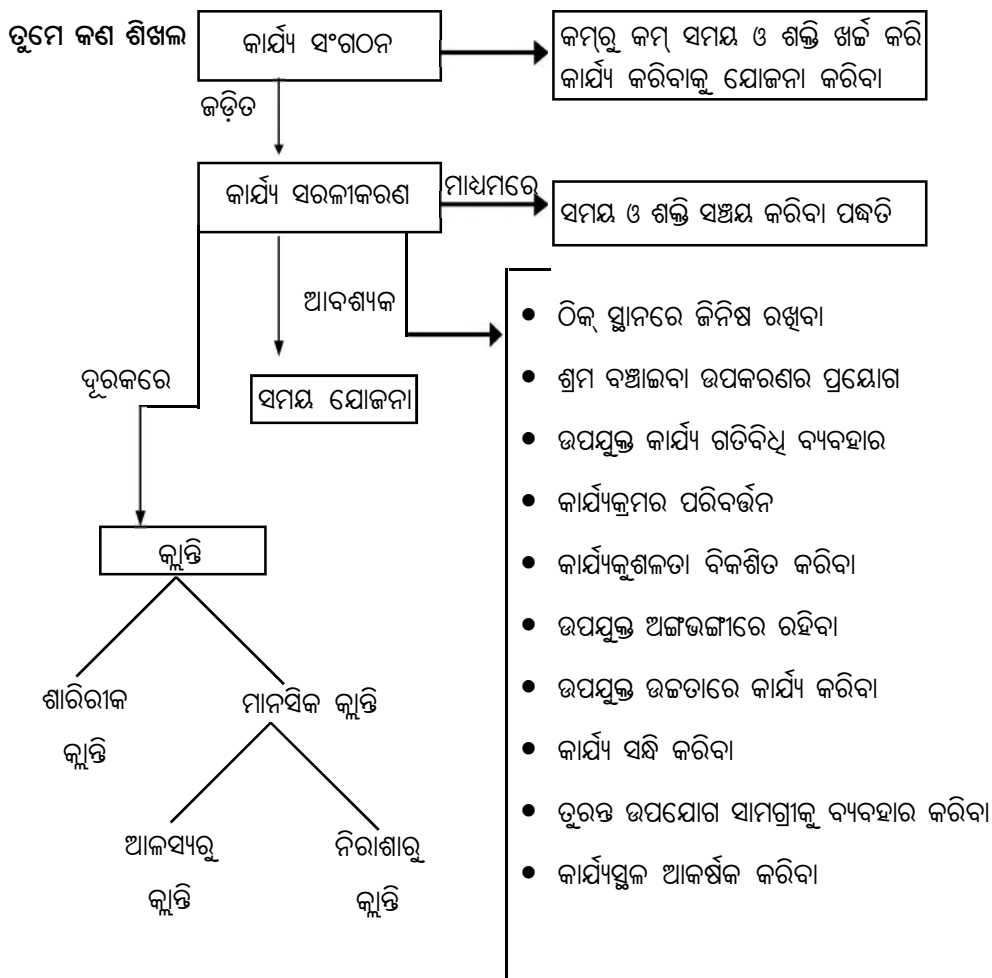 ତୁମେ କଣ ଶିଖଲ
କାର୍ଯ୍ୟ ସଂଗଠନ
କମ୍‌ରୁ କମ୍ ସମୟ ଓ ଶକ୍ତି ଖର୍ଚ୍ଚ କରି
କାର୍ଯ୍ୟ କରିବାକୁ ଯୋଜନା କରିବା
ଜଡ଼ିତ
କାର୍ଯ୍ୟ ସରଳୀକରଣ
ମାଧ୍ୟମରେ
ସମୟ ଓ ଶକ୍ତି ସଞ୍ଚୟ କରିବା ପଦ୍ଧତି
ଆବଶ୍ୟକ
ସମୟ ଯୋଜନା
ଦୂରକରେ
କ୍ଲାନ୍ତି
ଶାରିରୀକ
କ୍ଲାନ୍ତି
ମାନସିକ କ୍ଲାନ୍ତି
ଆଳସ୍ୟରୁ
କ୍ଲାନ୍ତି
ନିରାଶାରୁ
କ୍ଲାନ୍ତି
• ଠିକ୍ ସ୍ଥାନରେ ଜିନିଷ ରଖିବା
• ଶ୍ରମ ବଞ୍ଚାଇବା ଉପକରଣର ପ୍ରୟୋଗ
• ଉପଯୁକ୍ତ କାର୍ଯ୍ୟ ଗତିବିଧି ବ୍ୟବହାର
• କାର୍ଯ୍ୟକ୍ରମର ପରିବର୍ତ୍ତନ
• କାର୍ଯ୍ୟକୁଶଳତା ବିକଶିତ କରିବା
• ଉପଯୁକ୍ତ ଅଙ୍ଗଭଙ୍ଗୀରେ ରହିବା
• ଉପଯୁକ୍ତ ଉଚ୍ଚତାରେ କାର୍ଯ୍ୟ କରିବା
• କାର୍ଯ୍ୟ ସନ୍ଧି କରିବା
• ତୁରନ୍ତ ଉପଯୋଗ ସାମଗ୍ରୀକୁ ବ୍ୟବହାର କରିବା
• କାର୍ଯ୍ୟସ୍ଥଳ ଆକର୍ଷକ କରିବା